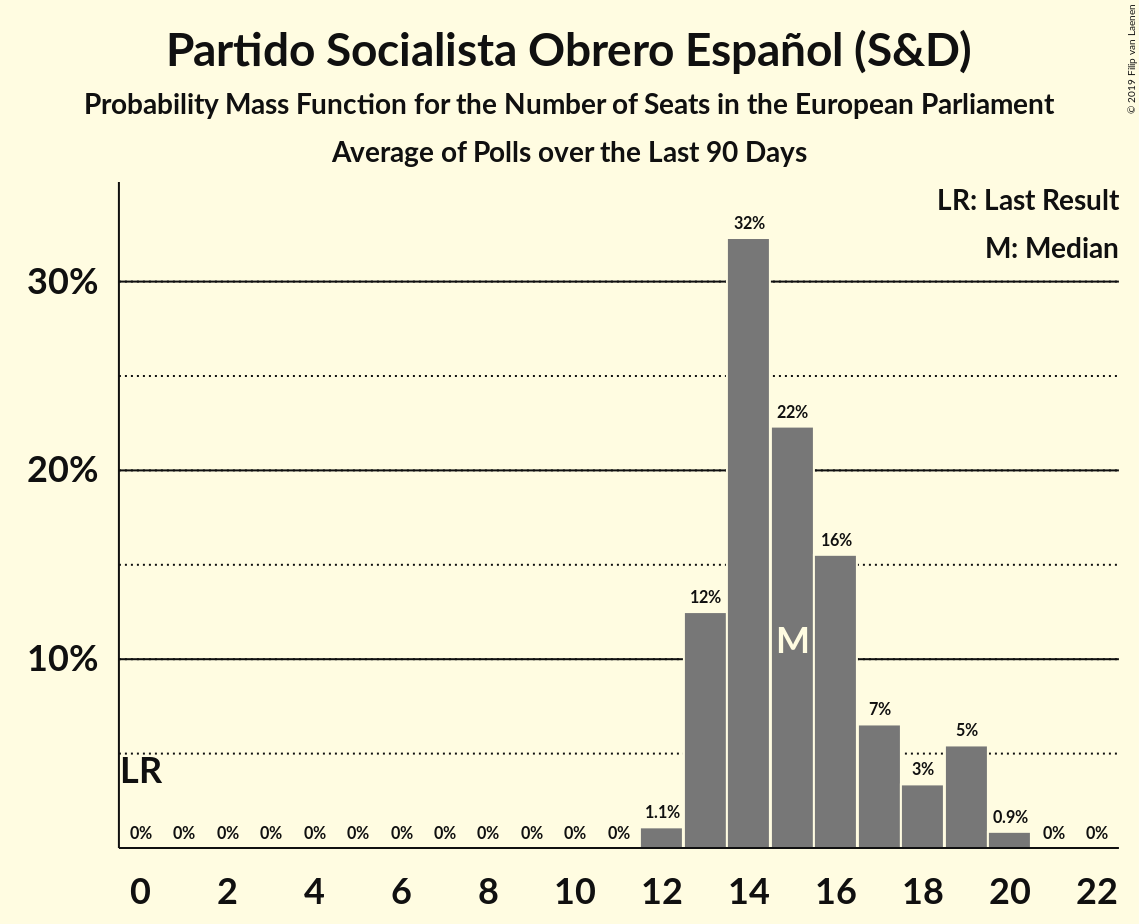 Partido Socialista Obrero Español (S&D)
Probability Mass Function for the Number of Seats in the European Parliament
Average of Polls over the Last 90 Days
© 2019 Filip van Laenen
LR: Last Result
M: Median
30%
20%
10%
32%
22%
16%
12%
7%
5%
3%
1.1%
0.9%
0% 0% 0% 0% 0% 0% 0% 0% 0% 0% 0% 0% 0% 0%
M
LR
0 2 4 6 8 10 12 14 16 18 20 22